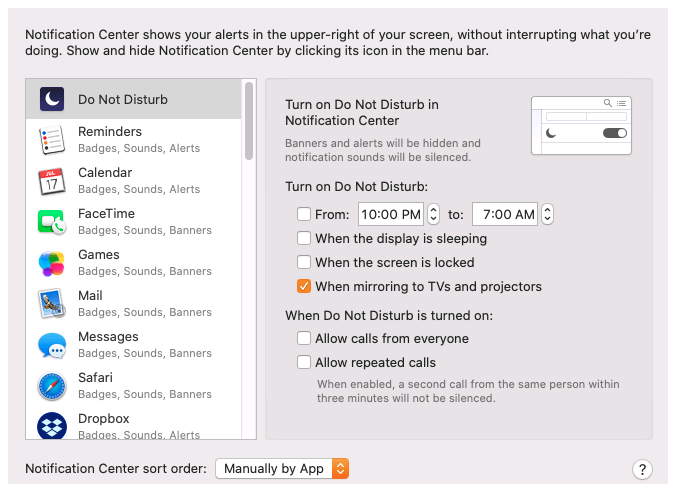 Notification Center shows your alerts in the upper-right of your screen, without interrupting what you're
doing. Show and hide Notification Center by clicking its icon in the menu bar.
Do Not Disturb
Reminders
Badges, Sounds, Alerts
JUL
17
Calendar
Badges, Sounds, Alerts
FaceTime
Badges, Sounds, Banners
Games
Badges, Sounds, Banners
Mail
Badges, Sounds, Banners
Messages
Badges, Sounds, Banners
Safari
Badges, Sounds, Banners
Dropbox
Badges, Sounds, Alerts
Turn on Do Not Disturb in
Notification Center
Banners and alerts will be hidden and
notification sounds will be silenced.
Turn on Do Not Disturb:
From: 10:00 PM to: 7:00 AM
When the display is sleeping
When the screen is locked
When mirroring to TVs and projectors
When Do Not Disturb is turned on:
Allow calls from everyone
Allow repeated calls
When enabled, a second call from the same person within
three minutes will not be silenced.
Notification Center sort order: Manually by App
?